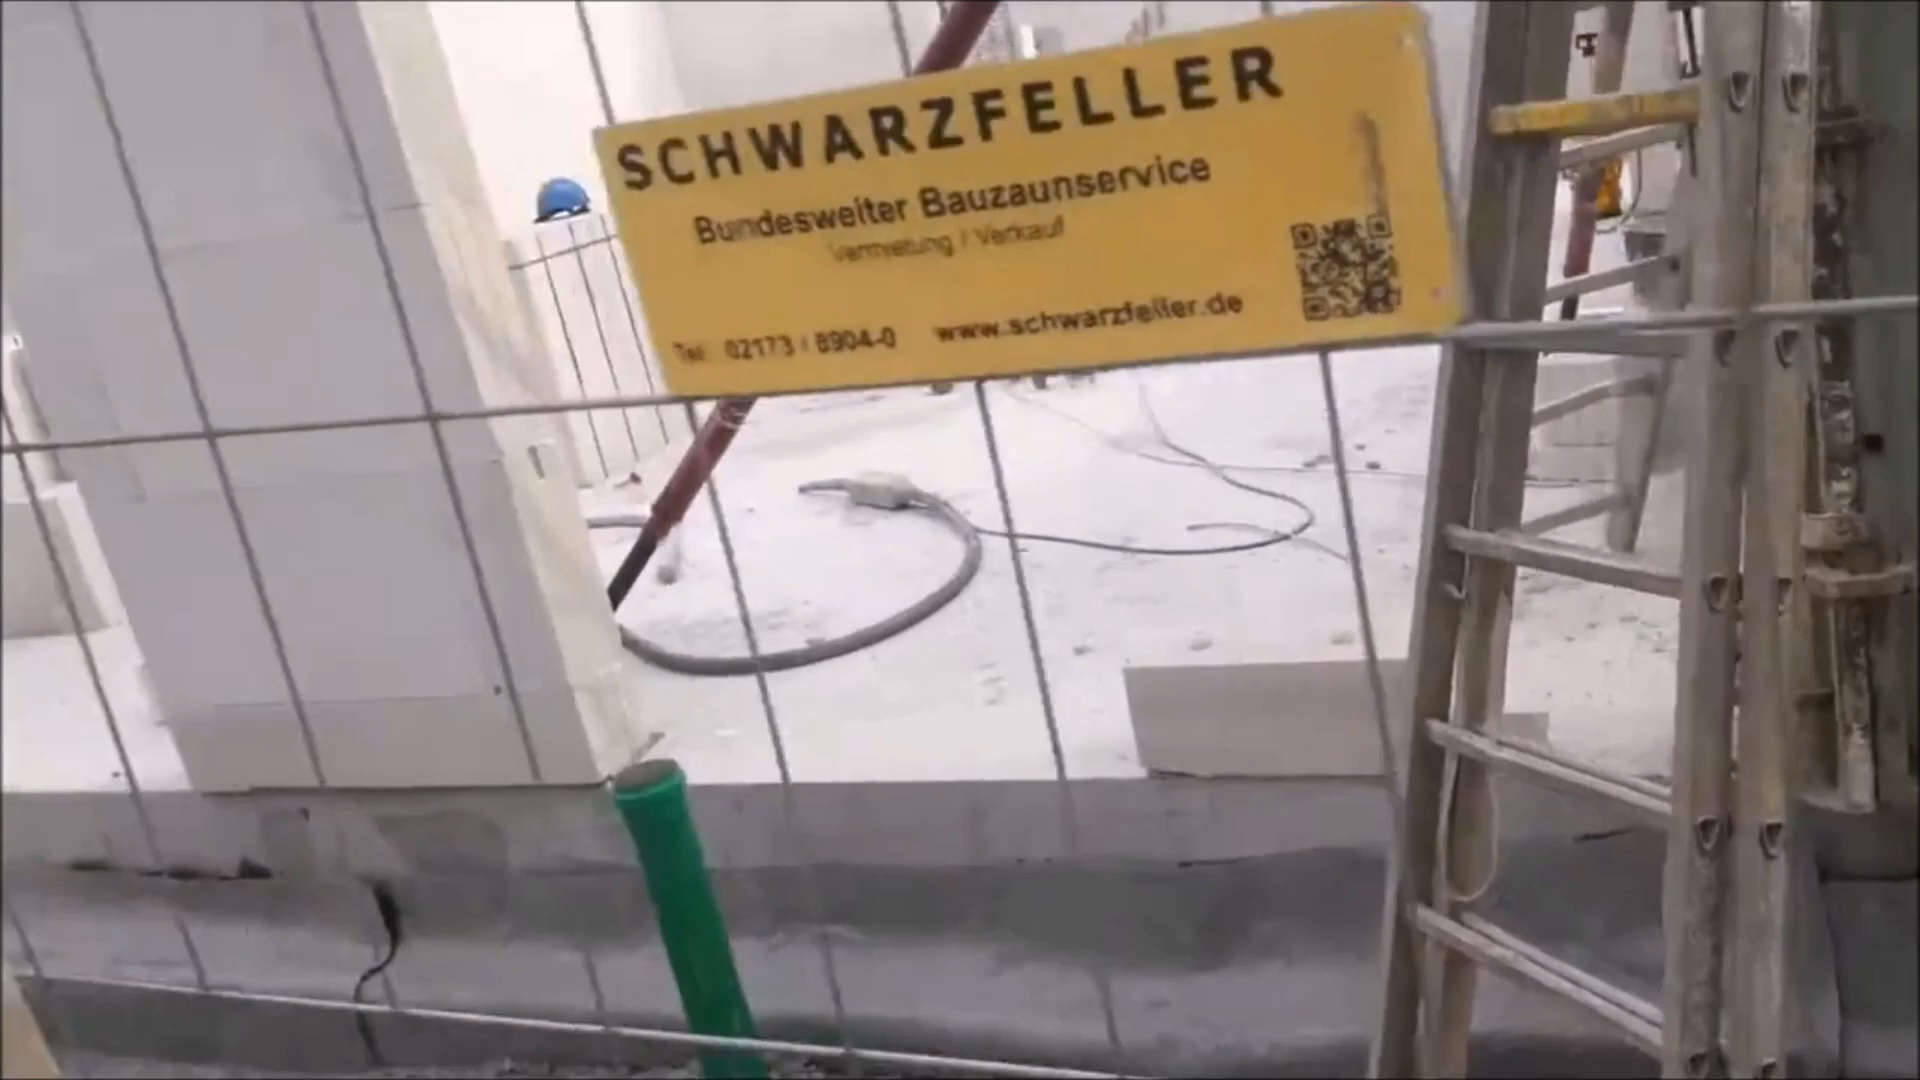 SCHWARZFELLER
Bundesweiter Bauzaunservice
Vermietung / Verkauf
Tel: 02173 / 8904-0 www.schwarzfeller.de